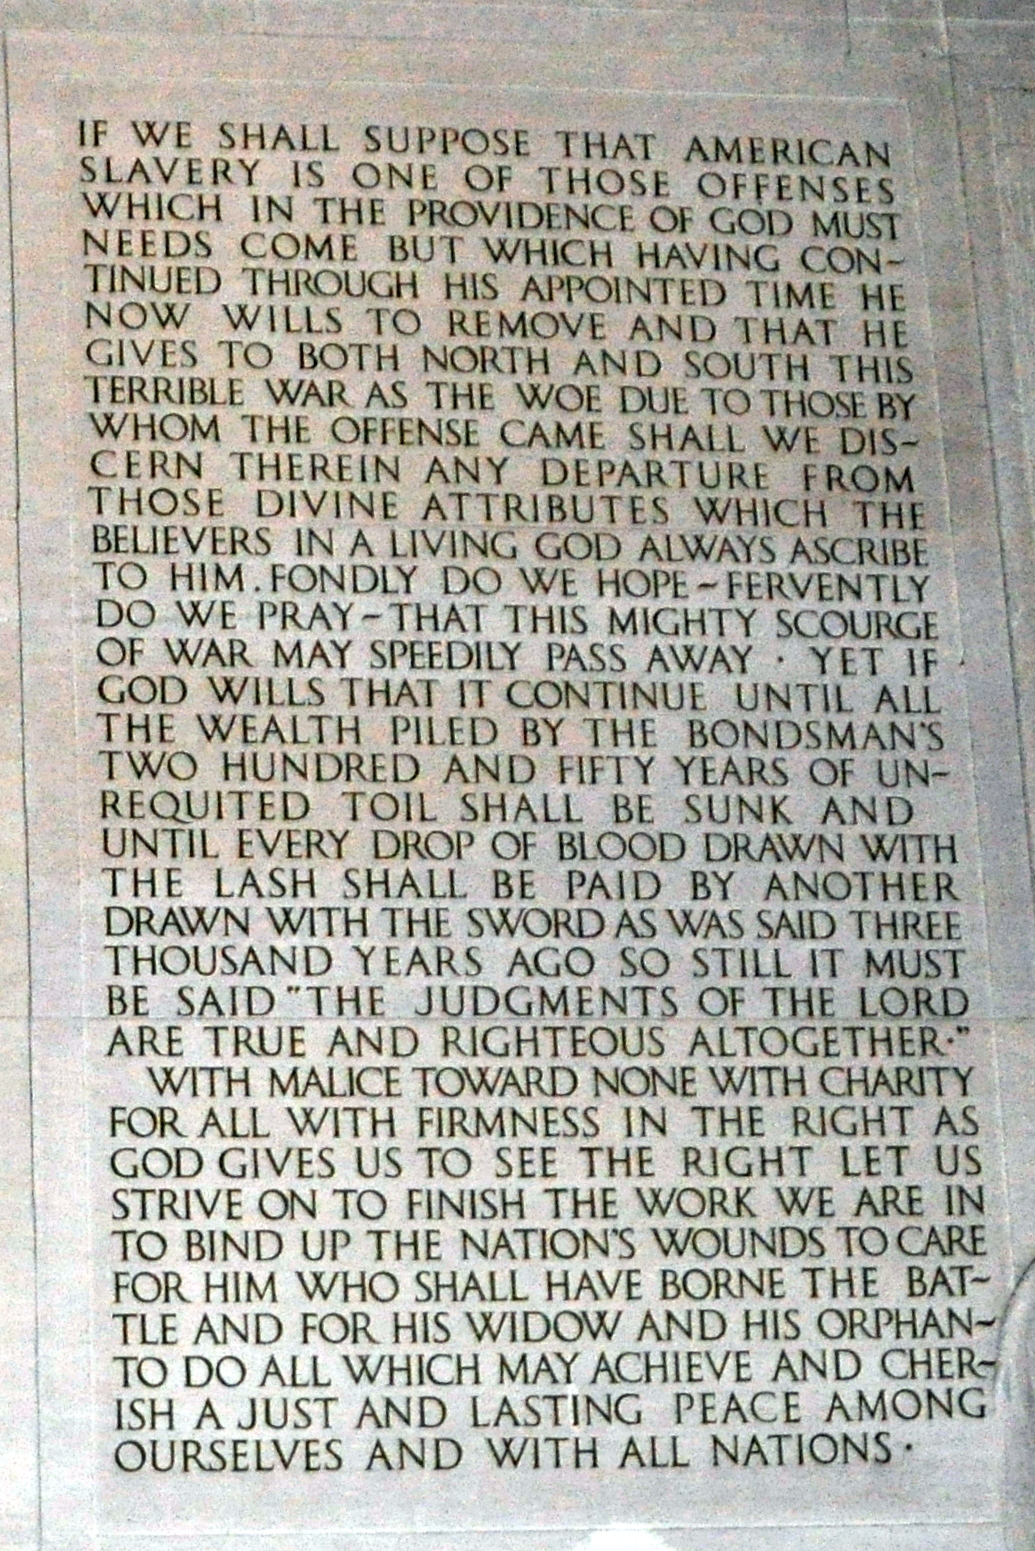 IF WE SHALL SUPPOSE THAT AMERICAN
SLAVERY IS ONE OF THOSE OFFENSES
WHICH IN THE PROVIDENCE OF GOD MUST
NEEDS COME BUT WHICH HAVING CON-
TINUED THROUGH HIS APPOINTED TIME HE
NOW WILLS TO REMOVE AND THAT HE
GIVES TO BOTH NORTH AND SOUTH THIS
TERRIBLE WAR AS THE WOE DUE TO THOSE BY
WHOM THE OFFENSE CAME SHALL WE DIS-
CERN THEREIN ANY DEPARTURE FROM
THOSE DIVINE ATTRIBUTES WHICH THE
BELIEVERS IN A LIVING GOD ALWAYS ASCRIBE
TO HIM. FONDLY DO WE HOPE - FERVENTLY
DO WE PRAY - THAT THIS MIGHTY SCOURGE
OF WAR MAY SPEEDILY PASS AWAY · YET IF
GOD WILLS THAT IT CONTINUE UNTIL ALL
THE WEALTH PILED BY THE BONDSMAN'S
TWO HUNDRED AND FIFTY YEARS OF UN-
REQUITED TOIL SHALL BE SUNK AND
UNTIL EVERY DROP OF BLOOD DRAWN WITH
THE LASH SHALL BE PAID BY ANOTHER
DRAWN WITH THE SWORD AS WAS SAID THREE
THOUSAND YEARS AGO SO STILL IT MUST
BE SAID "THE JUDGMENTS OF THE LORD
ARE TRUE AND RIGHTEOUS ALTOGETHER·"
WITH MALICE TOWARD NONE WITH CHARITY
FOR ALL WITH FIRMNESS IN THE RIGHT AS
GOD GIVES US TO SEE THE RIGHT LET US
STRIVE ON TO FINISH THE WORK WE ARE IN
TO BIND UP THE NATION'S WOUNDS TO CARE
FOR HIM WHO SHALL HAVE BORNE THE BAT-
TLE AND FOR HIS WIDOW AND HIS ORPHAN-
TO DO ALL WHICH MAY ACHIEVE AND CHER-
ISH A JUST AND LASTING PEACE AMONG
OURSELVES AND WITH ALL NATIONS ·